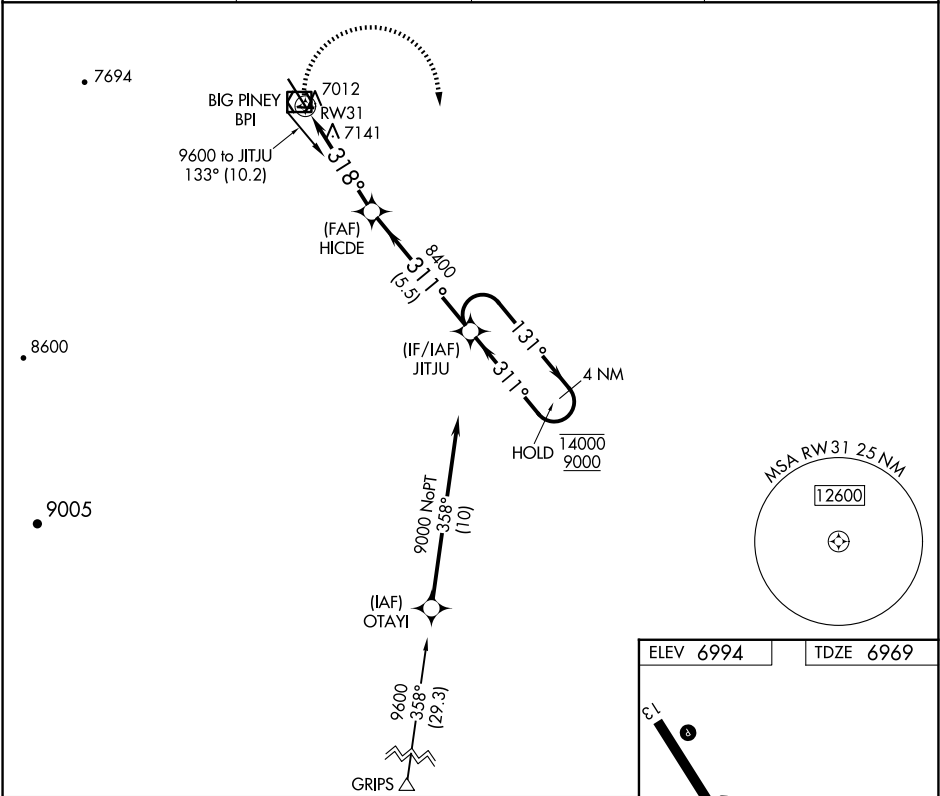 7694
BIG PINEY
BPI
7012
RW31
7141
9600 to JITJU
133° (10.2)
318°
(FAF)
HICDE
8400
311°
(5.5)
(IF/IAF)
JITJU
131°
311°
4 NM
HOLD
14000
9000
8600
9005
9000 NoPT
358°
(10)
(IAF)
OTAYI
9600
358°
(29.3)
GRIPS
MSA RW31 25 NM
12600
ELEV 6994
TDZE 6969
13
P